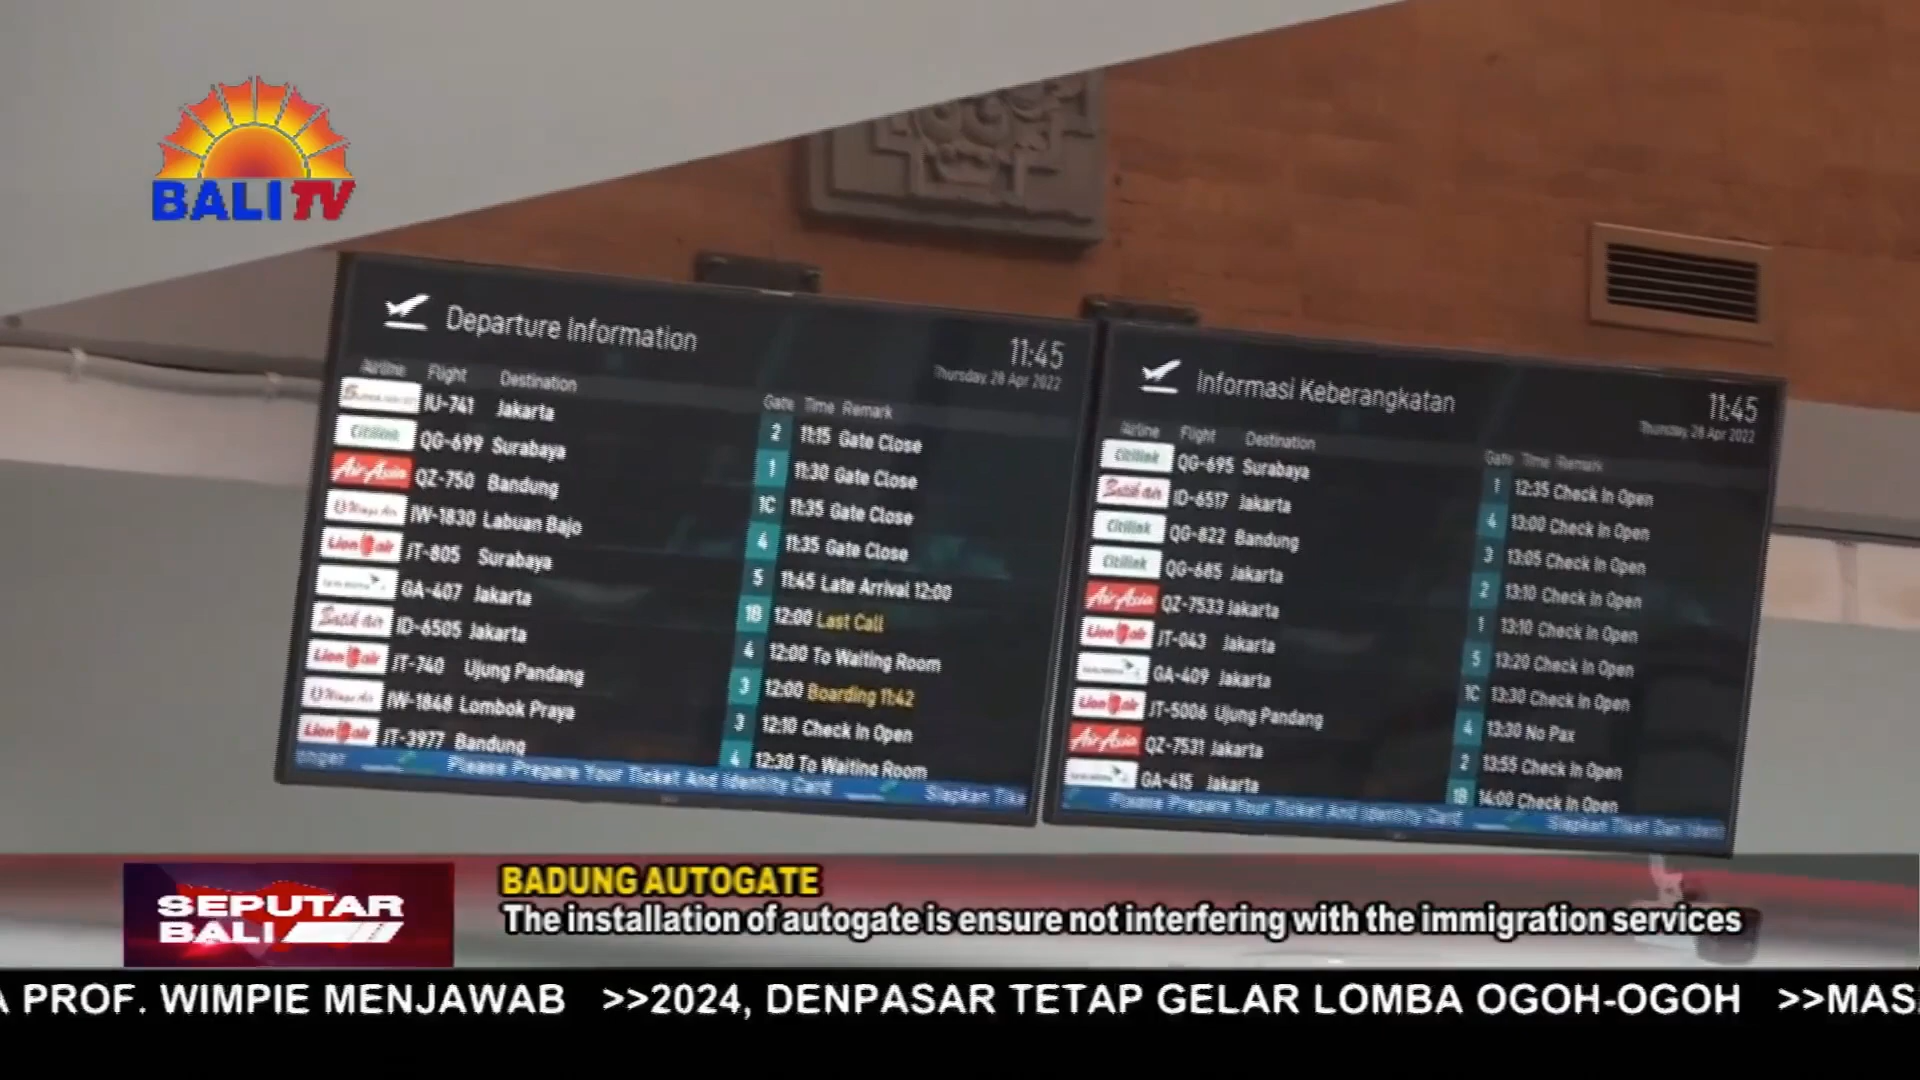 BALI TV
Departure Information
11:45
Thursday, 28 Apr 2022
Airline Flight Destination Gate Time Remark
IU-741 Jakarta 2 11:15 Gate Close
Citilink QG-699 Surabaya 1 11:30 Gate Close
AirAsia QZ-750 Bandung 1C 11:35 Gate Close
Wings Air IW-1830 Labuan Bajo 4 11:35 Gate Close
Lion air JT-805 Surabaya 5 11:45 Late Arrival 12:00
GA-407 Jakarta 1B 12:00 Last Call
Batik air ID-6505 Jakarta 4 12:00 To Waiting Room
Lion air JT-740 Ujung Pandang 3 12:00 Boarding 11:42
Wings Air IW-1848 Lombok Praya 3 12:10 Check In Open
Lion air JT-3977 Bandung 4 12:30 To Waiting Room
Please Prepare Your Ticket And Identity Card Siapkan Tike
Informasi Keberangkatan
11:45
Thursday, 28 Apr 2022
Airline Flight Destination Gate Time Remark
Citilink QG-695 Surabaya 1 12:35 Check In Open
Batik air ID-6517 Jakarta 4 13:00 Check In Open
Citilink QG-822 Bandung 3 13:05 Check In Open
Citilink QG-685 Jakarta 2 13:10 Check In Open
AirAsia QZ-7533 Jakarta 1 13:10 Check In Open
Lion air JT-043 Jakarta 5 13:20 Check In Open
GA-409 Jakarta 1C 13:30 Check In Open
Lion air JT-5006 Ujung Pandang 4 13:30 No Pax
AirAsia QZ-7531 Jakarta 2 13:55 Check In Open
GA-415 Jakarta 1B 14:00 Check In Open
Please Prepare Your Ticket And Identity Card Siapkan Tiket Dan Iden
SEPUTAR
BALI
BADUNG AUTOGATE
The installation of autogate is ensure not interfering with the immigration services
A PROF. WIMPIE MENJAWAB >>2024, DENPASAR TETAP GELAR LOMBA OGOH-OGOH >>MAS